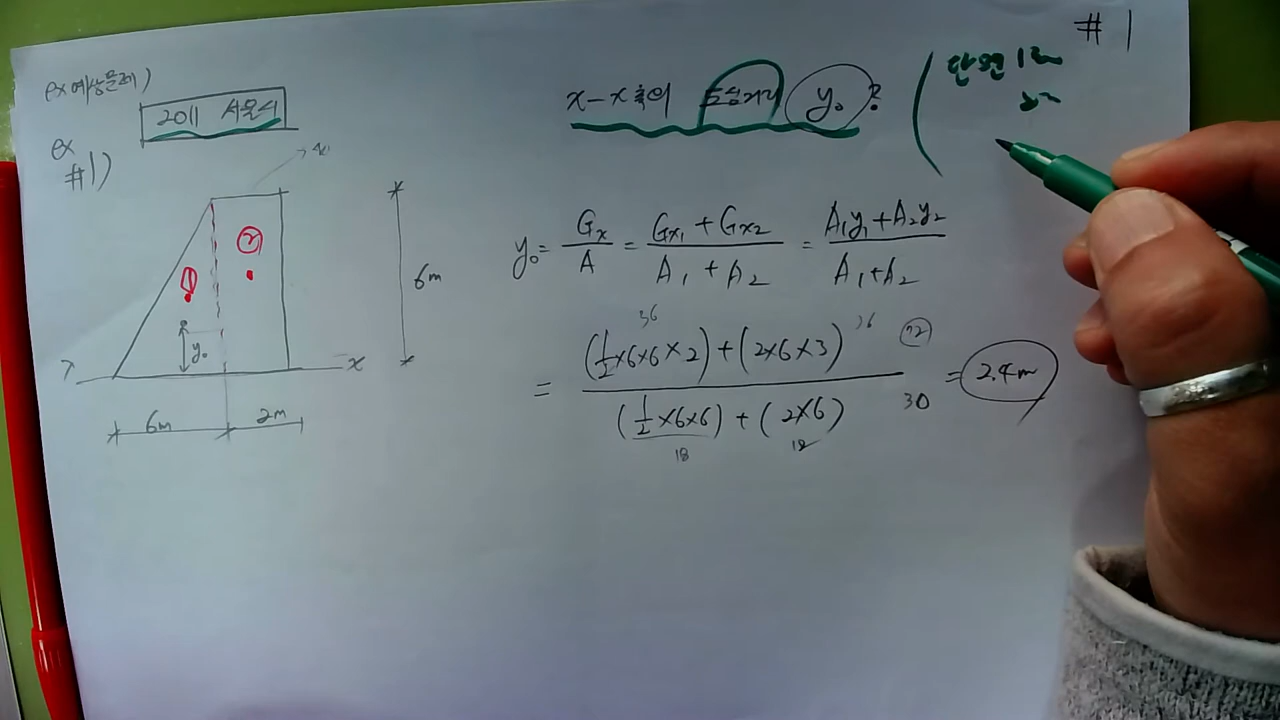 # 1
ex 예상문제)
2011 서울시
x-x축의 도심거리 y₀?
단면 1차
ex
#1)
① ②
6m
y₀
x
6m 2m
y₀ = Gx/A = (Gx₁ + Gx₂)/(A₁ + A₂) = (A₁y₁ + A₂y₂)/(A₁ + A₂)
36 36 72
= ((1/2×6×6×2) + (2×6×3))/((1/2×6×6) + (2×6)) = 2.4m
30
18 12